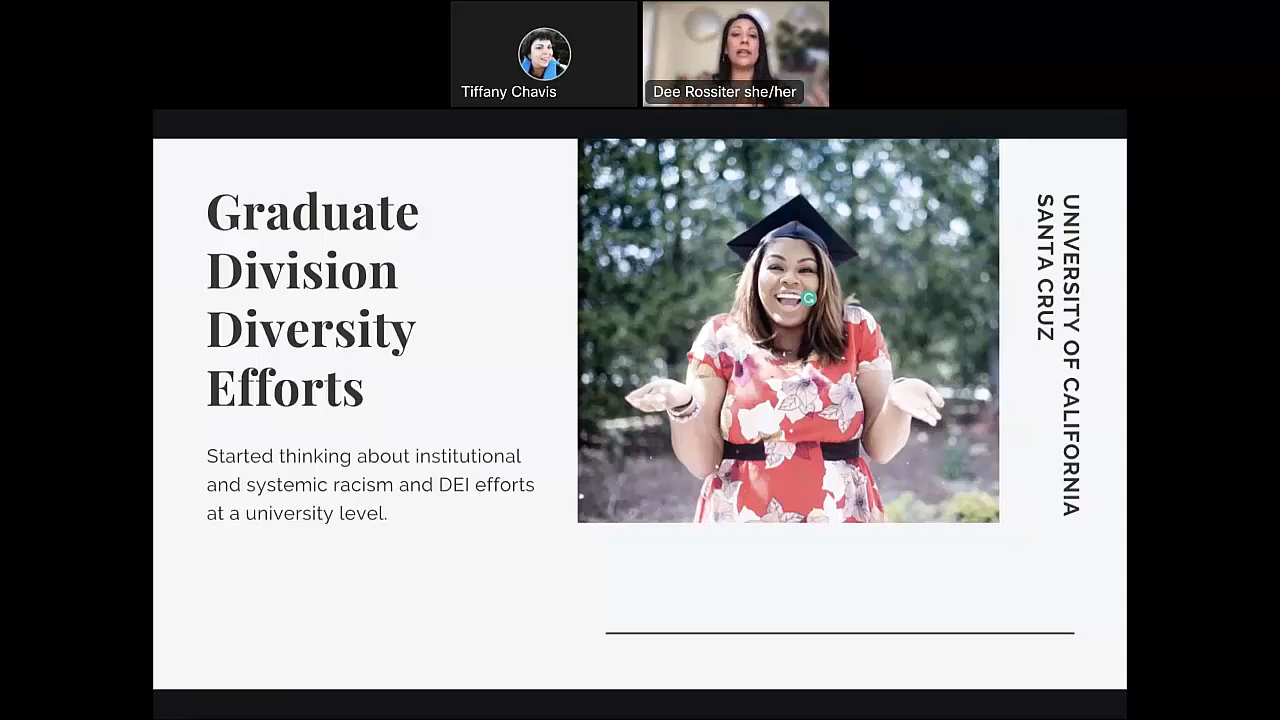 Tiffany Chavis
Dee Rossiter she/her
Graduate
Division
Diversity
Efforts
Started thinking about institutional
and systemic racism and DEI efforts
at a university level.
UNIVERSITY OF CALIFORNIA
SANTA CRUZ